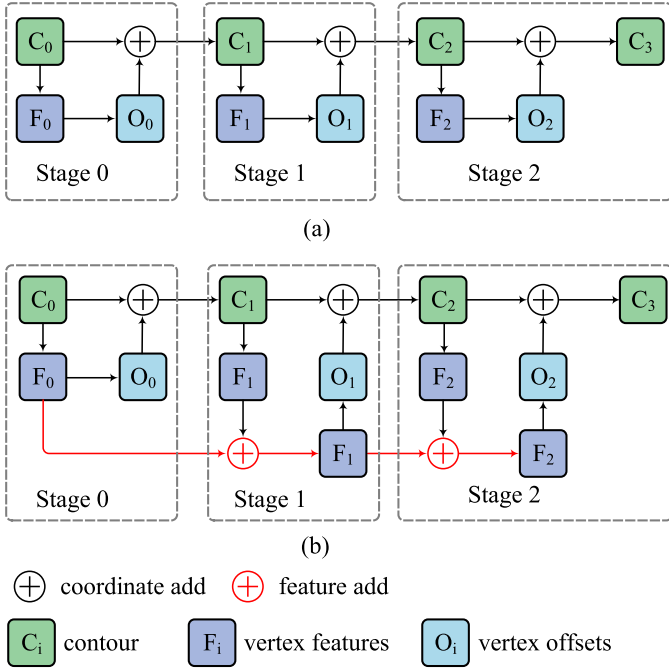 C₀ C₁ C₂ C₃
F₀ O₀ F₁ O₁ F₂ O₂
Stage 0 Stage 1 Stage 2
(a)
C₀ C₁ C₂ C₃
F₀ O₀ F₁ O₁ F₂ O₂
F₁ F₂
Stage 0 Stage 1 Stage 2
(b)
coordinate add feature add
Cᵢ contour Fᵢ vertex features Oᵢ vertex offsets